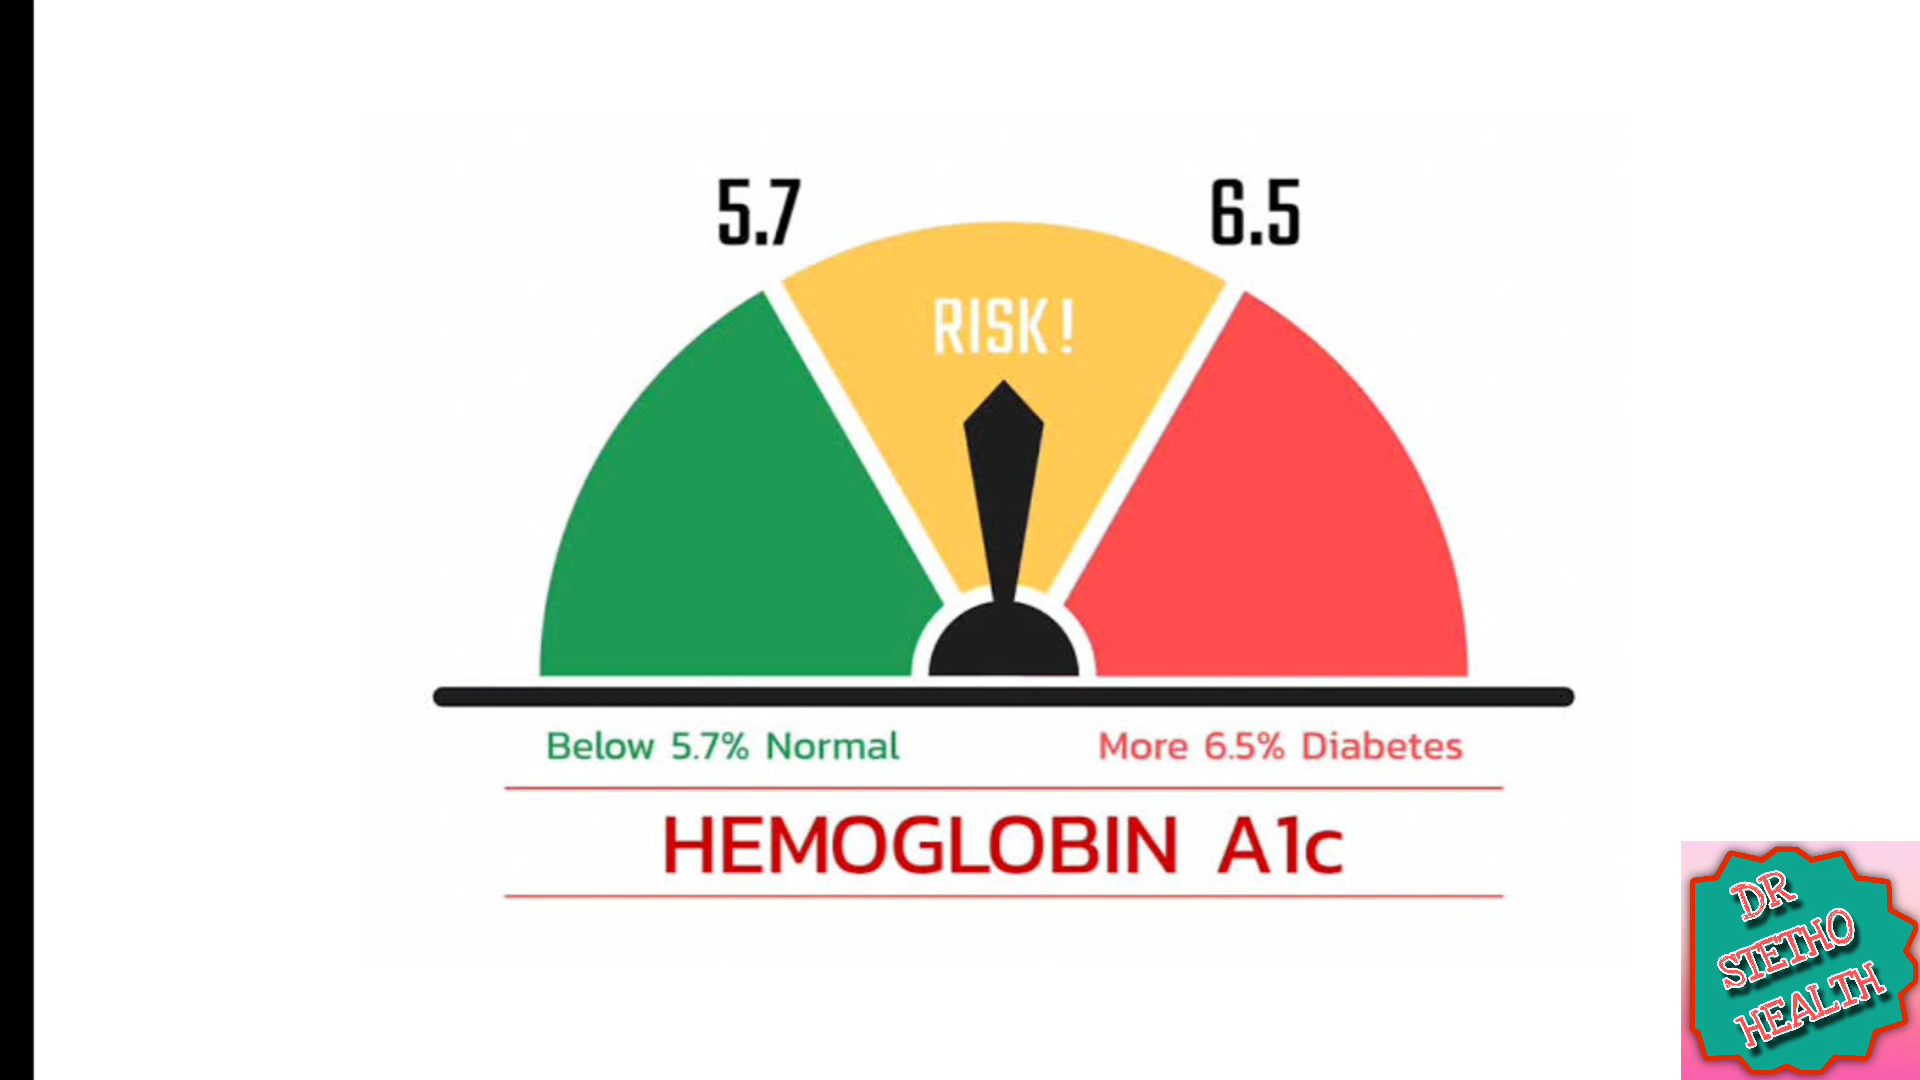 5.7
6.5
RISK!
Below 5.7% Normal
More 6.5% Diabetes
HEMOGLOBIN A1c
DR
STETHO
HEALTH